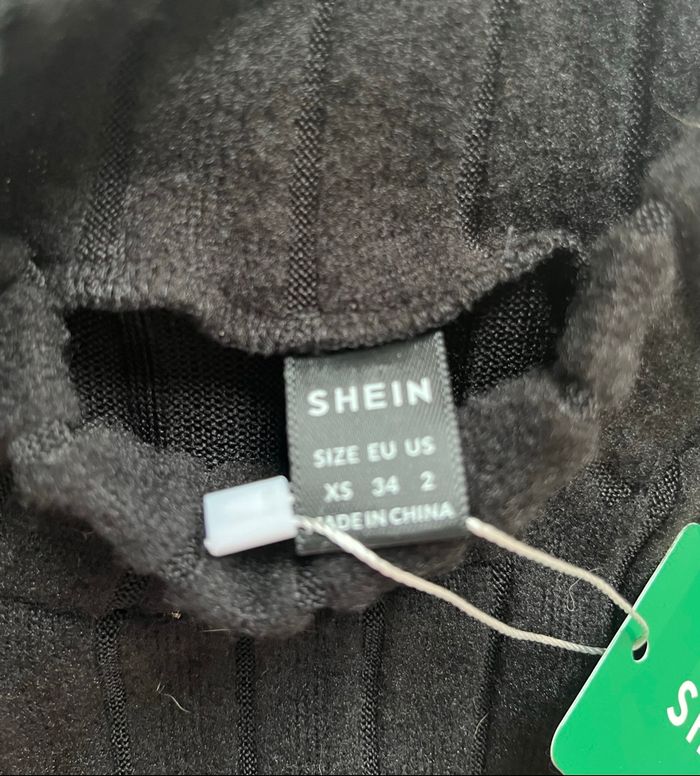 SHEIN
SIZE EU US
XS 34 2
MADE IN CHINA